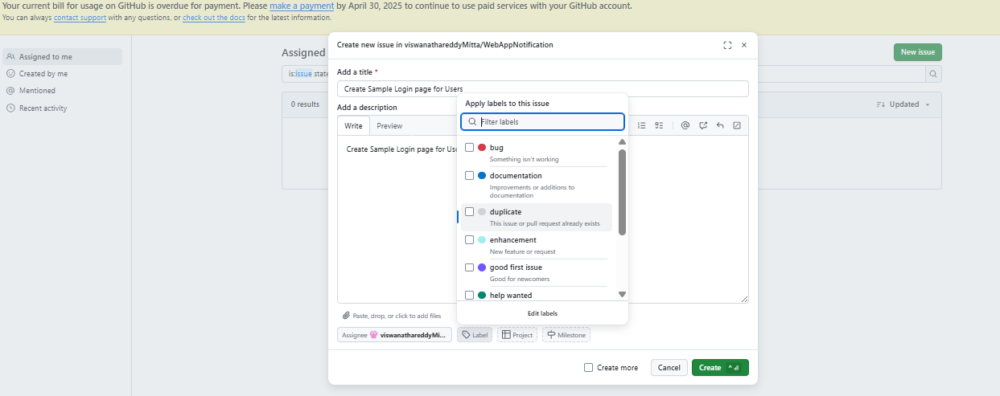 Your current bill for usage on GitHub is overdue for payment. Please make a payment by April 30, 2025 to continue to use paid services with your GitHub account.
You can always contact support with any questions, or check out the docs for the latest information.
Assigned to me
Created by me
Mentioned
Recent activity
Assigned
New issue
is:issue state
0 results
Updated
Create new issue in viswanathareddyMitta/WebAppNotification
Add a title *
Create Sample Login page for Users
Add a description
Write Preview
Create Sample Login page for Use
Apply labels to this issue
Filter labels
bug
Something isn't working
documentation
Improvements or additions to
documentation
duplicate
This issue or pull request already exists
enhancement
New feature or request
good first issue
Good for newcomers
help wanted
Edit labels
Paste, drop, or click to add files
Assignee viswanathareddyMi...
Label
Project
Milestone
Create more
Cancel
Create